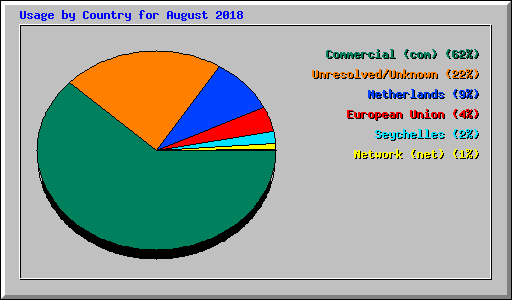 Usage by Country for August 2018
Commercial (com) (62%)
Unresolved/Unknown (22%)
Netherlands (9%)
European Union (4%)
Seychelles (2%)
Network (net) (1%)